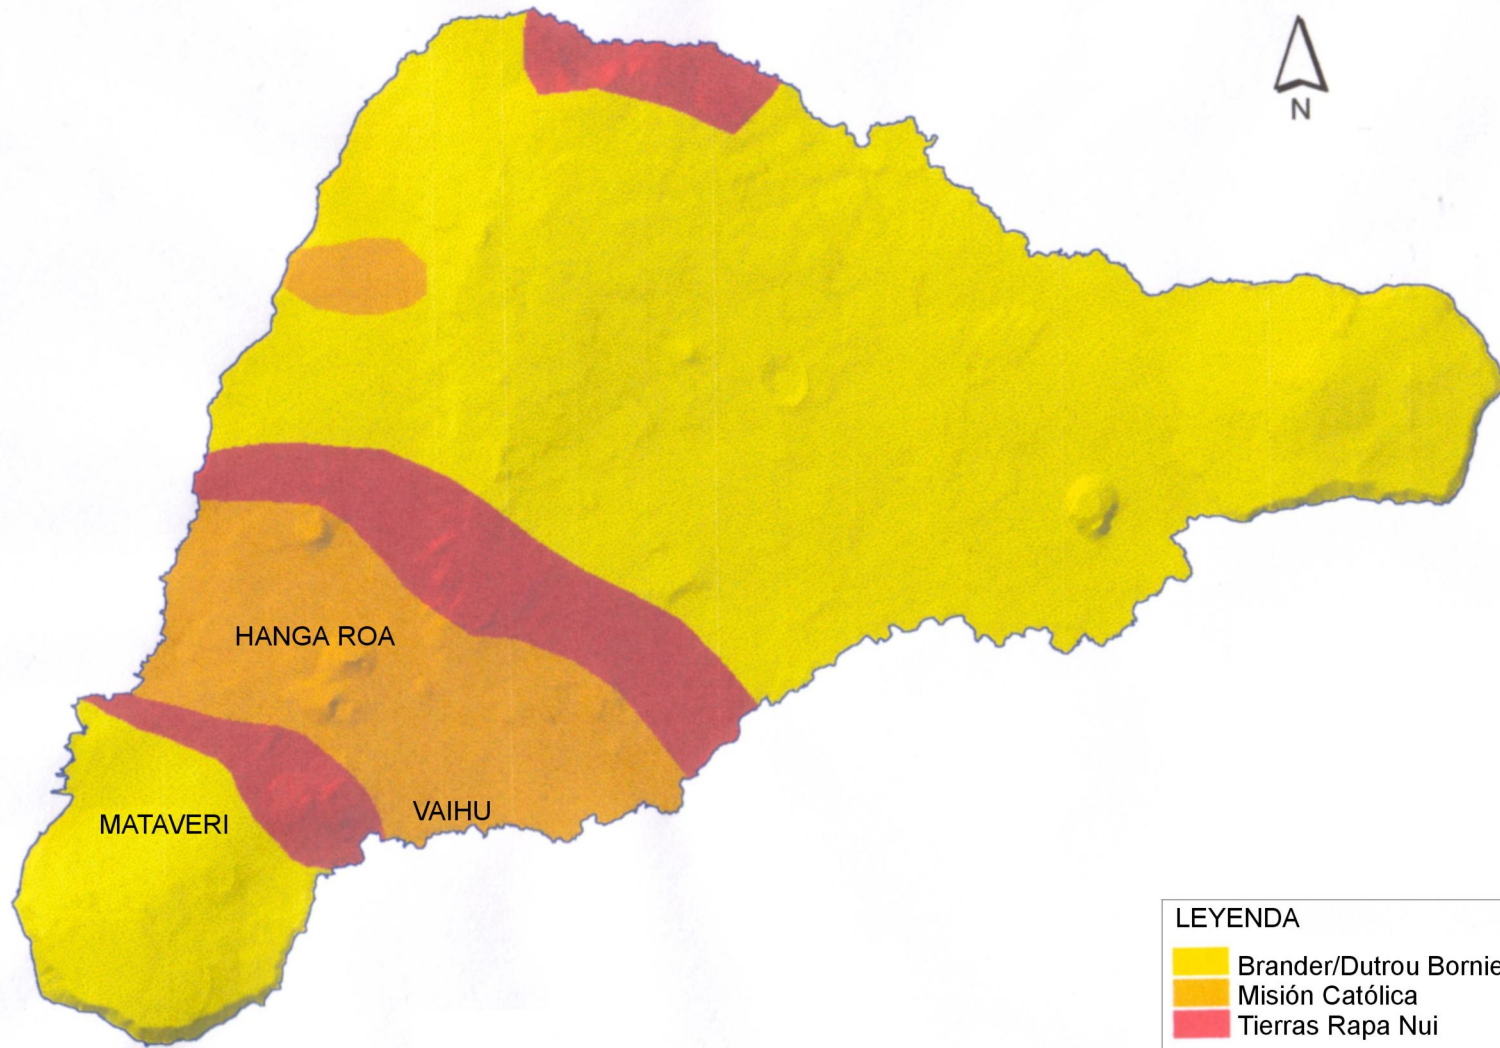 N
HANGA ROA
MATAVERI
VAIHU
LEYENDA
Brander/Dutrou Bornie
Misión Católica
Tierras Rapa Nui